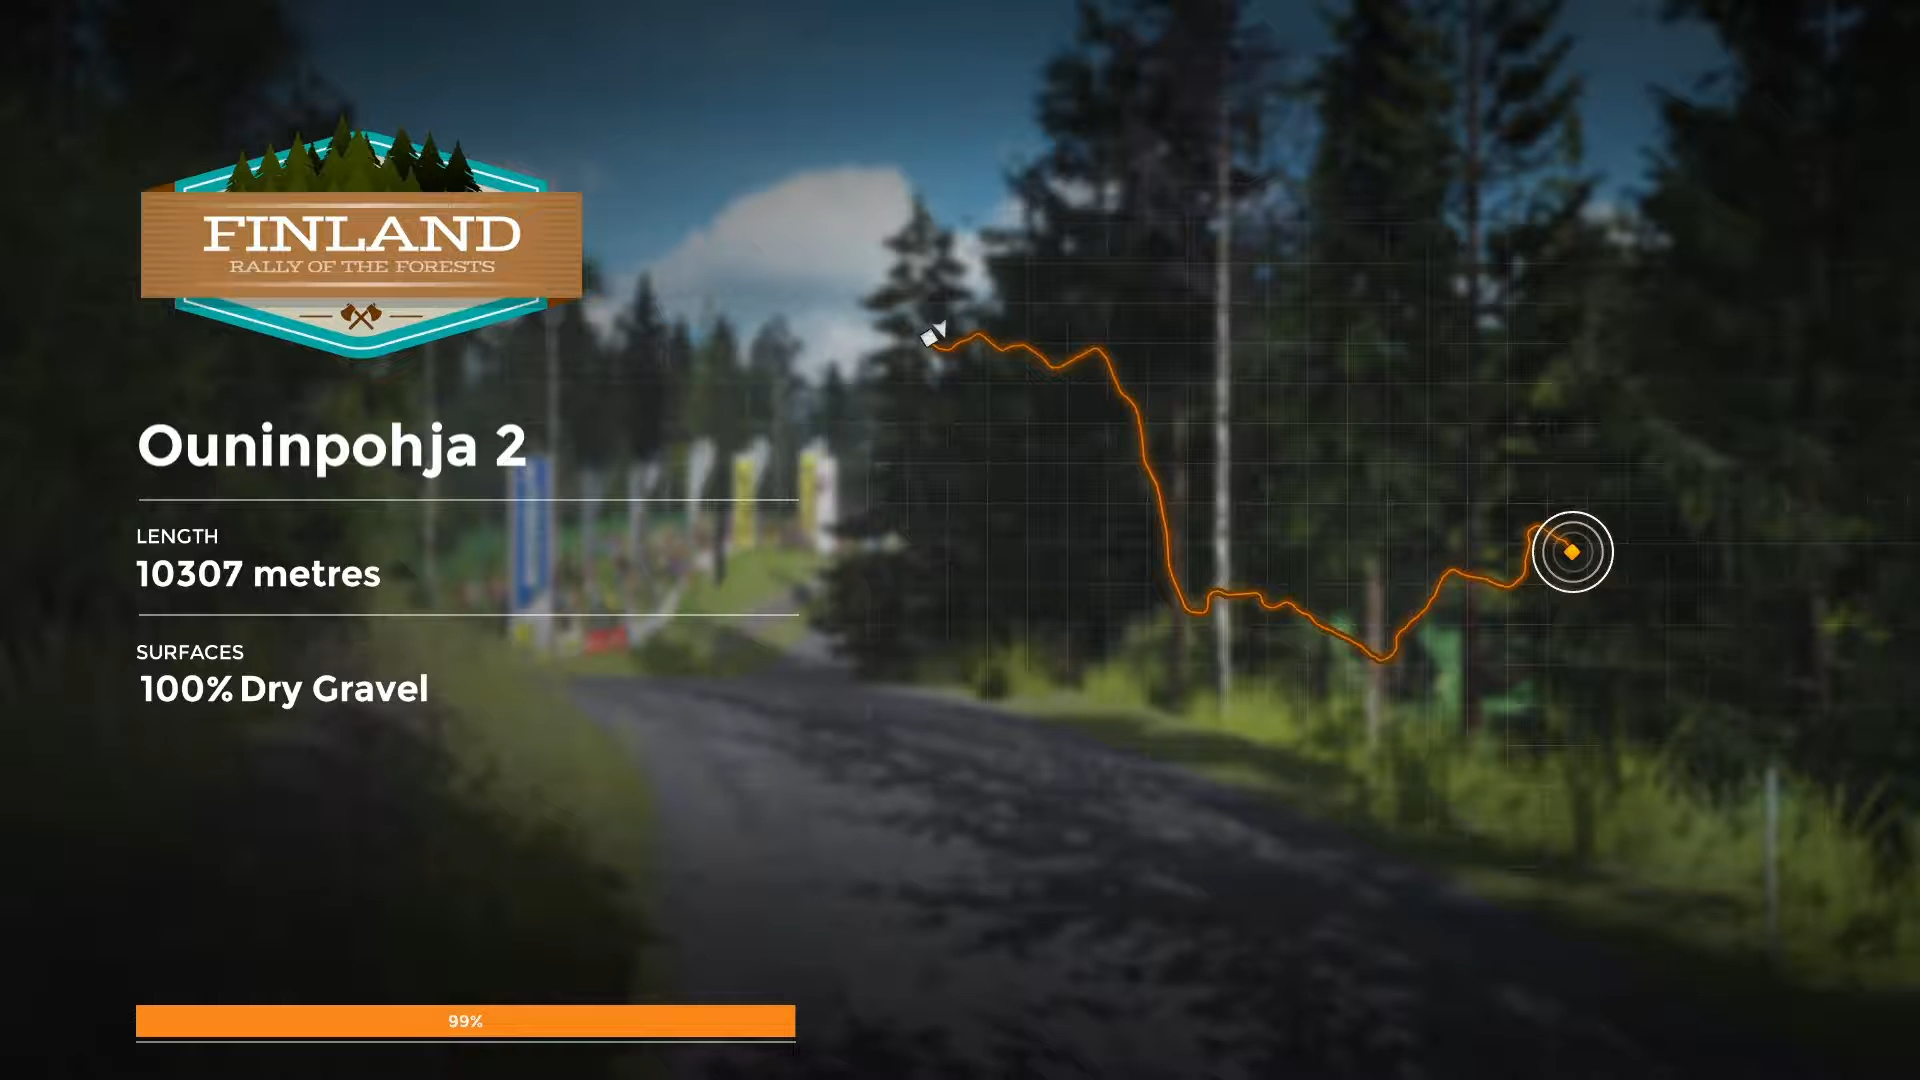 FINLAND
RALLY OF THE FORESTS
Ouninpohja 2
LENGTH
10307 metres
SURFACES
100% Dry Gravel
99%